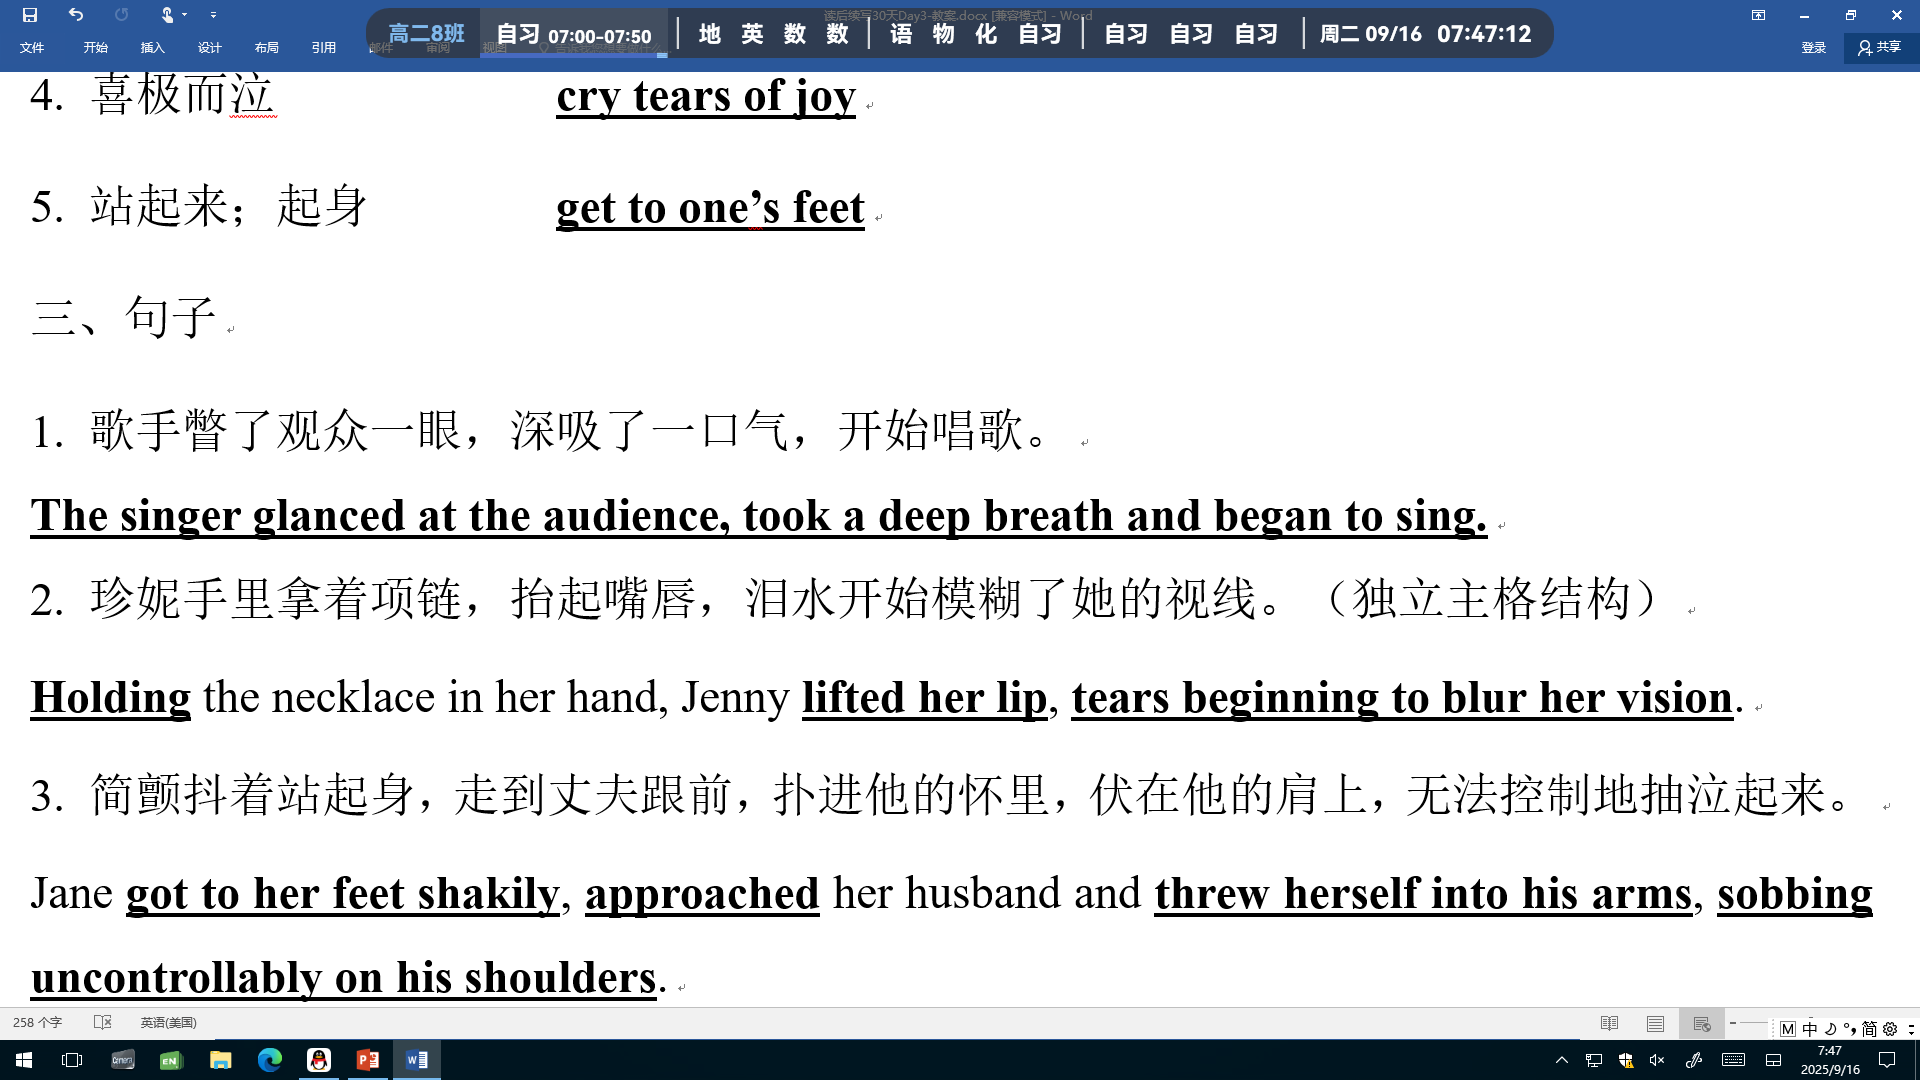 读后续写30天Day3-教案.docx [兼容模式] - Word
高二8班 自习 07:00-07:50 地 英 数 数 语 物 化 自习 自习 自习 自习 周二 09/16 07:47:12
文件 开始 插入 设计 布局 引用 邮件 审阅 视图 登录 共享
4. 喜极而泣 cry tears of joy
5. 站起来；起身 get to one’s feet
三、句子
1. 歌手瞥了观众一眼，深吸了一口气，开始唱歌。
The singer glanced at the audience, took a deep breath and began to sing.
2. 珍妮手里拿着项链，抬起嘴唇，泪水开始模糊了她的视线。（独立主格结构）
Holding the necklace in her hand, Jenny lifted her lip, tears beginning to blur her vision.
3. 简颤抖着站起身，走到丈夫跟前，扑进他的怀里，伏在他的肩上，无法控制地抽泣起来。
Jane got to her feet shakily, approached her husband and threw herself into his arms, sobbing
uncontrollably on his shoulders.
258 个字 英语(美国)
M 中 简
EN
7:47
2025/9/16